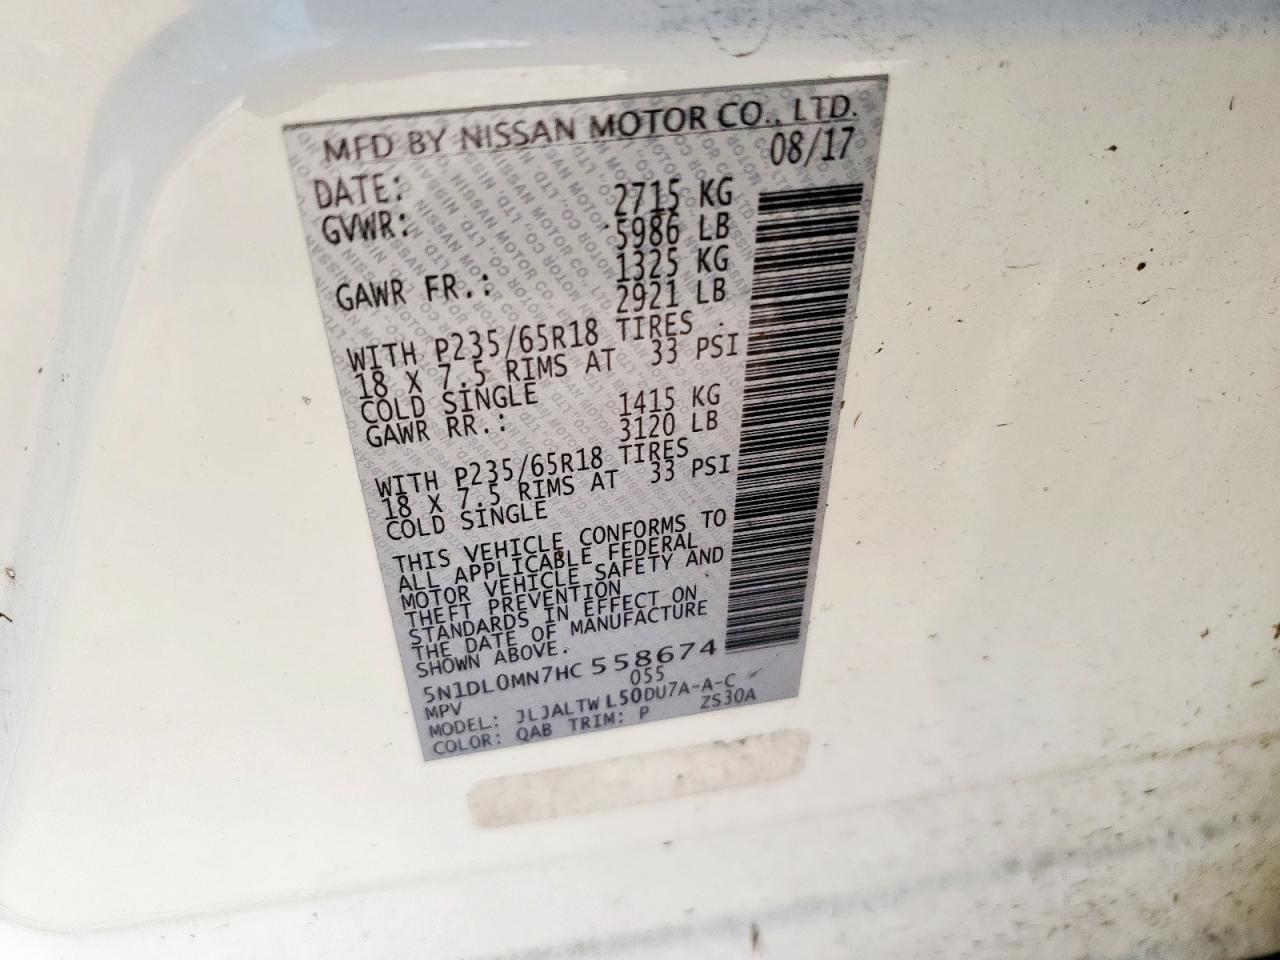 MFD BY NISSAN MOTOR CO., LTD.
DATE: 08/17
GVWR: 2715 KG
5986 LB
GAWR FR.: 1325 KG
2921 LB
WITH P235/65R18 TIRES
18 X 7.5 RIMS AT 33 PSI
COLD SINGLE
GAWR RR.: 1415 KG
3120 LB
WITH P235/65R18 TIRES
18 X 7.5 RIMS AT 33 PSI
COLD SINGLE
THIS VEHICLE CONFORMS TO
ALL APPLICABLE FEDERAL
MOTOR VEHICLE SAFETY AND
THEFT PREVENTION
STANDARDS IN EFFECT ON
THE DATE OF MANUFACTURE
SHOWN ABOVE.
5N1DL0MN7HC558674
MPV 055
MODEL: JLJALTWL50DU7A-A-C
COLOR: QAB TRIM: P ZS30A